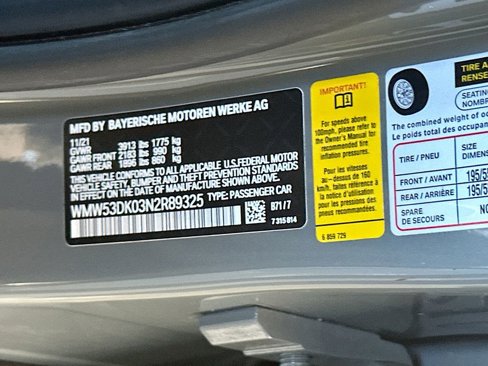 MFD BY BAYERISCHE MOTOREN WERKE AG
11/21
GVWR 3913 lbs 1775 kg
GAWR FRONT 2183 lbs 990 kg
GAWR REAR 1896 lbs 860 kg
THIS VEHICLE CONFORMS TO ALL APPLICABLE U.S. FEDERAL MOTOR
VEHICLE SAFETY, BUMPER, AND THEFT PREVENTION STANDARDS IN
EFFECT ON THE DATE OF MANUFACTURE SHOWN ABOVE.
WMW53DK03N2R89325 TYPE: PASSENGER CAR
B71/7
7315814
IMPORTANT!
For speeds above
100mph, please refer to
the Owner's Manual for
recommended tire
inflation pressures.
Pour les vitesses
au-dessus de 160
km/h, faites référence à
la notice d'utilisation
pour les pressions des
pneus recommandées.
6 859 729
TIRE A
RENSE
SEATING
NOMBR
The combined weight of oc
Le poids total des occupa
TIRE / PNEU
SIZE
DIMENS
FRONT / AVANT
195/5
REAR / ARRIÈRE
195/5
SPARE
DE SECOURS
NO